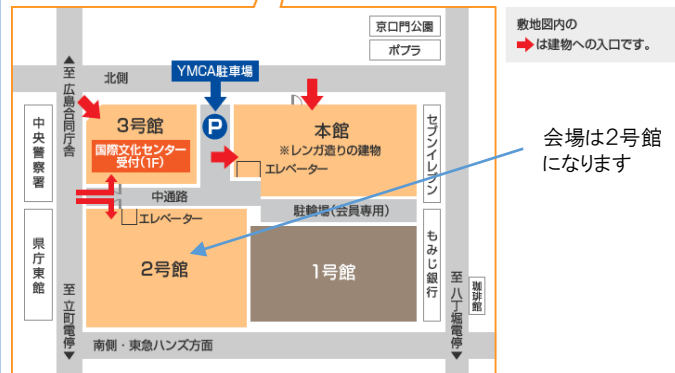 京口門公園
ポプラ
敷地図内の
➡は建物への入口です。
▲至 広島合同庁舎
北側
YMCA駐車場
P
中央警察署
3号館
国際文化センター
受付(1F)
本館
※レンガ造りの建物
エレベーター
セブンイレブン
会場は2号館
になります
中通路
エレベーター
駐輪場(会員専用)
県庁東館
2号館
1号館
もみじ銀行
至 立町電停▼
至 八丁堀電停▼
珈琲館
南側・東急ハンズ方面